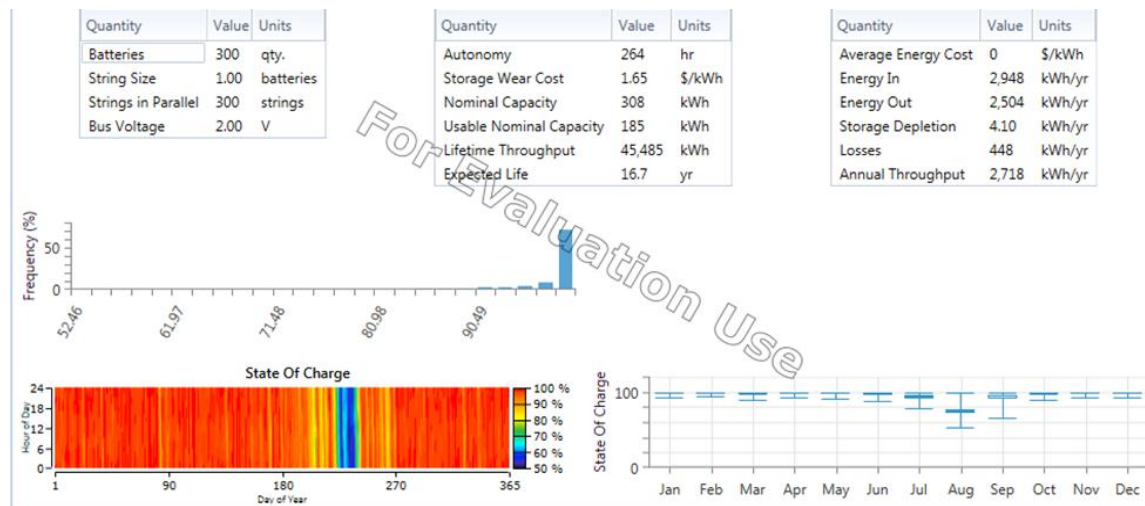 Quantity Value Units
Batteries 300 qty.
String Size 1.00 batteries
Strings in Parallel 300 strings
Bus Voltage 2.00 V
Quantity Value Units
Autonomy 264 hr
Storage Wear Cost 1.65 $/kWh
Nominal Capacity 308 kWh
Usable Nominal Capacity 185 kWh
Lifetime Throughput 45,485 kWh
Expected Life 16.7 yr
Quantity Value Units
Average Energy Cost 0 $/kWh
Energy In 2,948 kWh/yr
Energy Out 2,504 kWh/yr
Storage Depletion 4.10 kWh/yr
Losses 448 kWh/yr
Annual Throughput 2,718 kWh/yr
For Evaluation Use
Frequency (%)
50
0
52.46 61.97 71.48 80.98 90.49
State Of Charge
Hour of Day
24
18
12
6
0
1 90 180 270 365
Day of Year
100 %
90 %
80 %
70 %
60 %
50 %
State Of Charge
100
0
Jan Feb Mar Apr May Jun Jul Aug Sep Oct Nov Dec